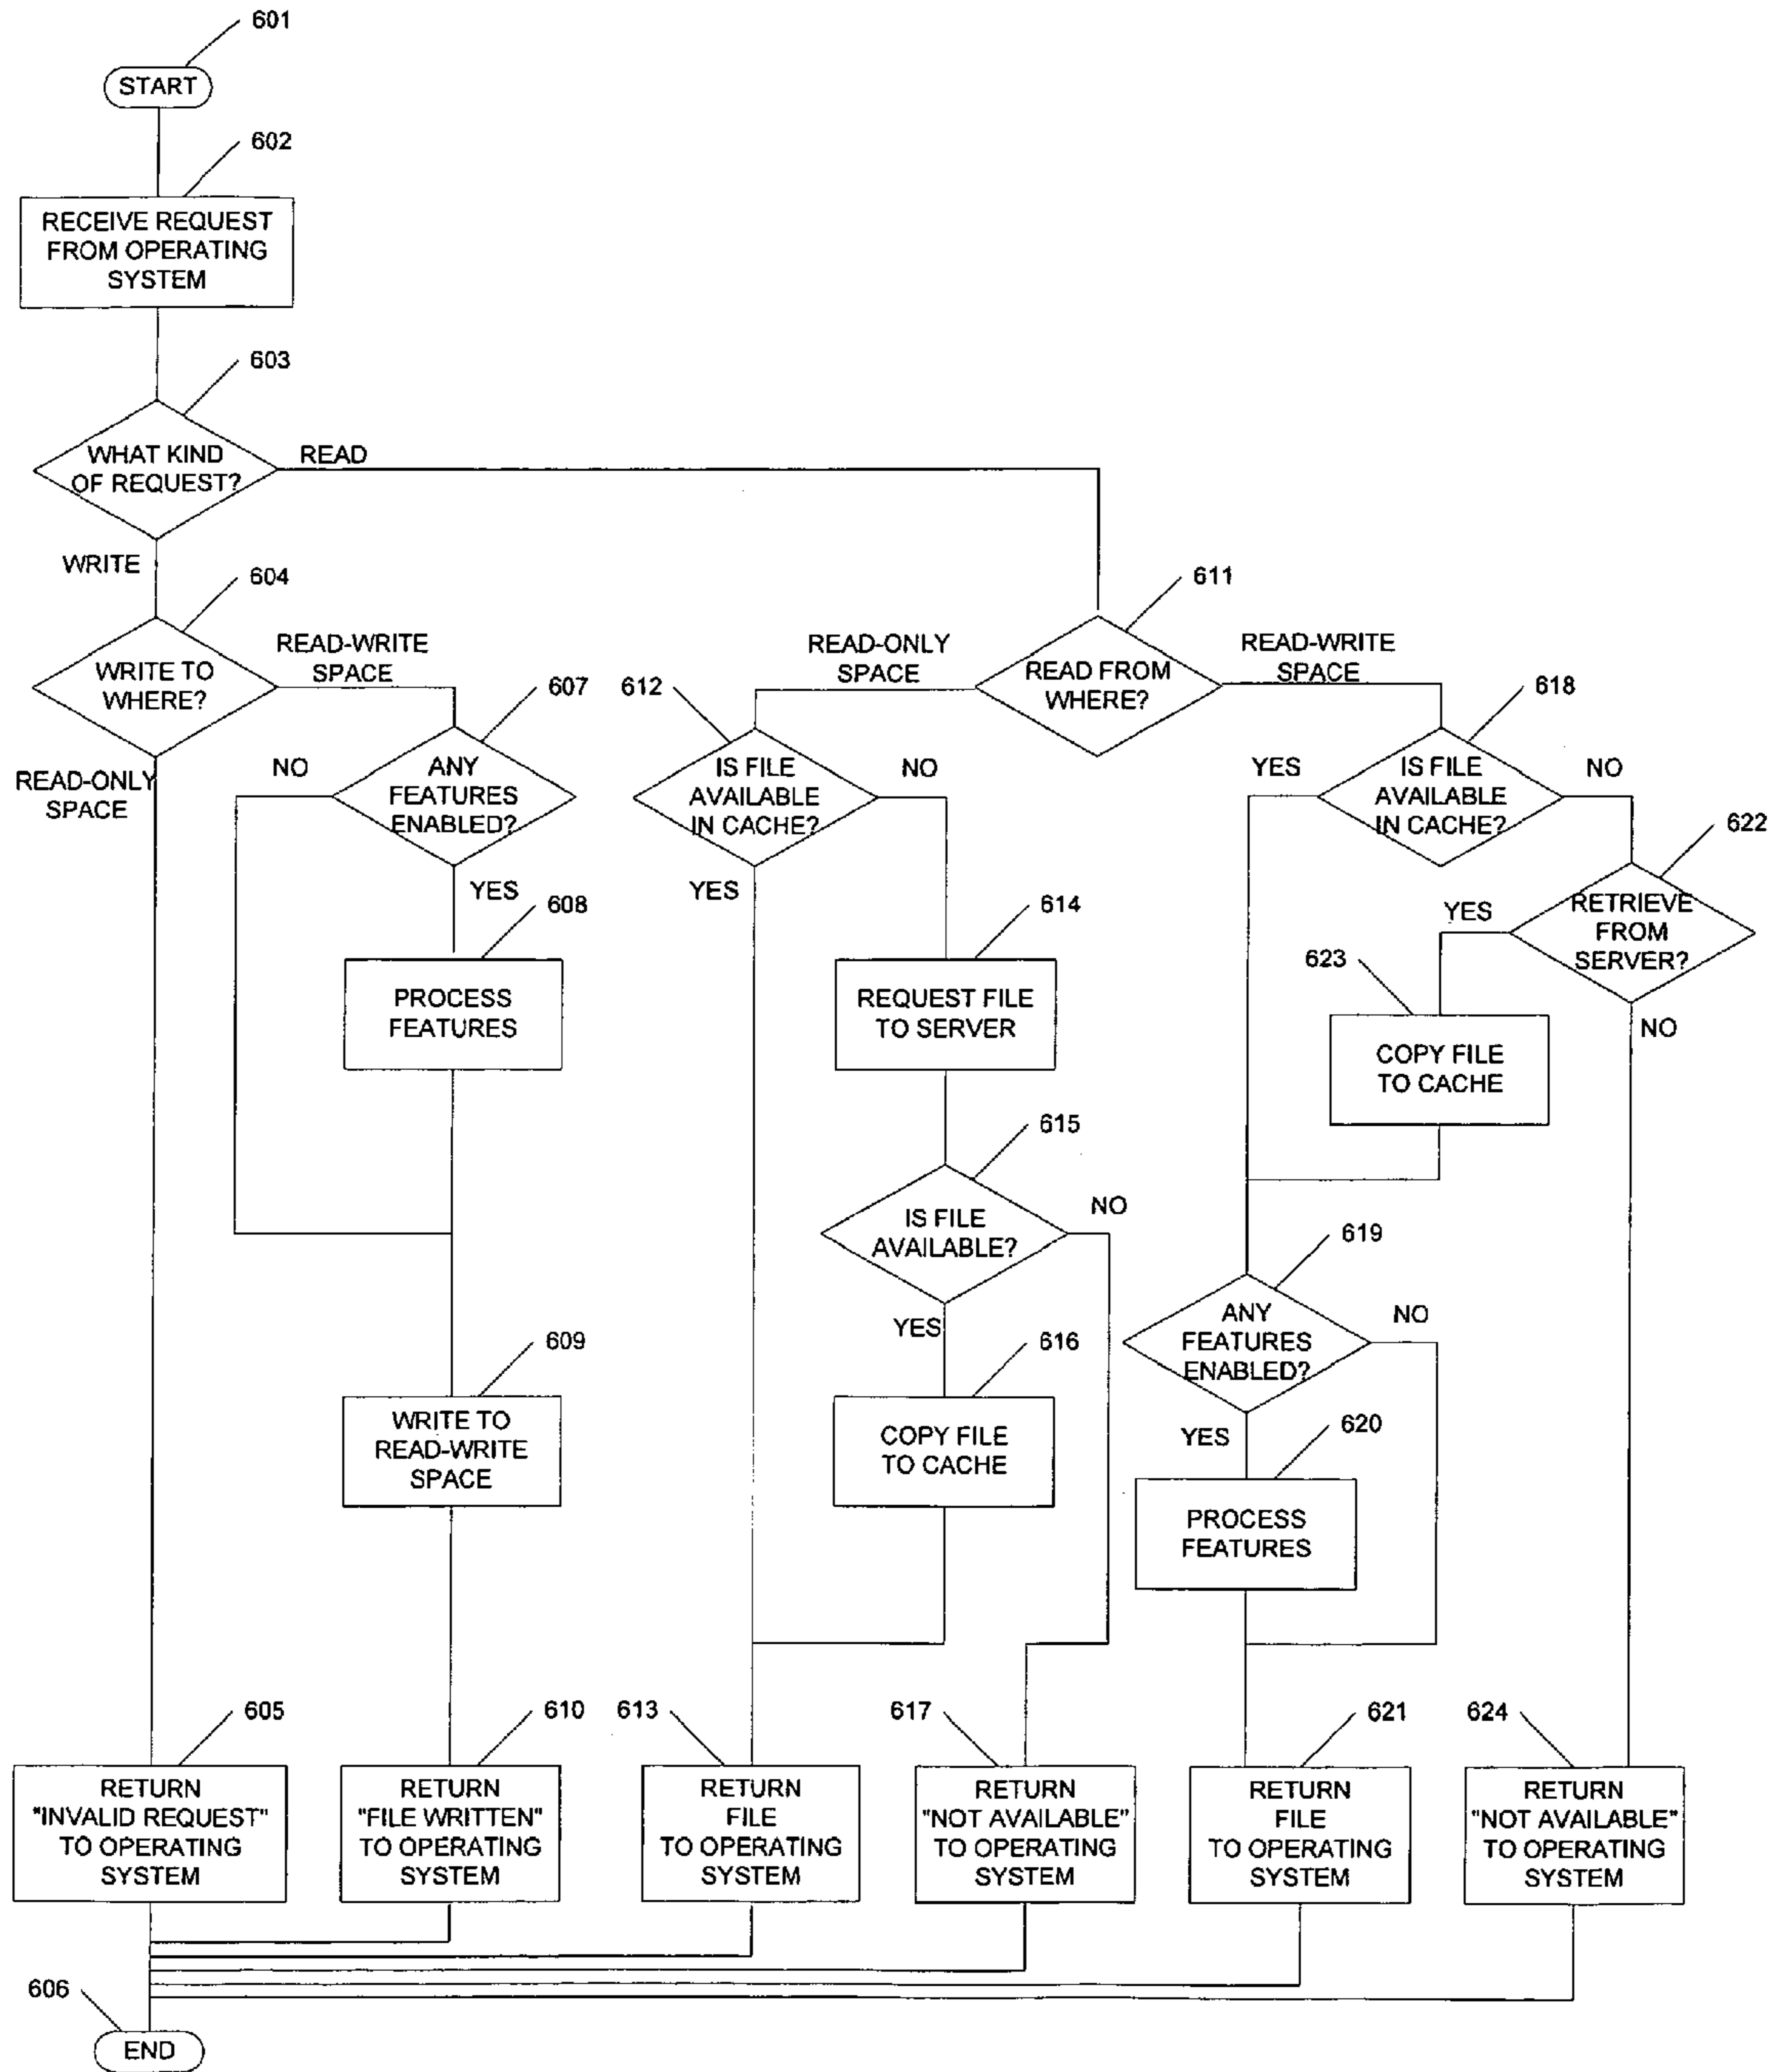 601
START
602
RECEIVE REQUEST
FROM OPERATING
SYSTEM
603
WHAT KIND
OF REQUEST?
READ
WRITE
604
WRITE TO
WHERE?
READ-WRITE
SPACE
READ-ONLY
SPACE
607
NO
ANY
FEATURES
ENABLED?
YES
608
PROCESS
FEATURES
609
WRITE TO
READ-WRITE
SPACE
611
READ FROM
WHERE?
READ-ONLY
SPACE
READ-WRITE
SPACE
612
IS FILE
AVAILABLE
IN CACHE?
NO
YES
614
REQUEST FILE
TO SERVER
615
IS FILE
AVAILABLE?
NO
YES
616
COPY FILE
TO CACHE
618
YES
IS FILE
AVAILABLE
IN CACHE?
NO
622
YES
RETRIEVE
FROM
SERVER?
NO
623
COPY FILE
TO CACHE
619
ANY
FEATURES
ENABLED?
NO
YES
620
PROCESS
FEATURES
605
RETURN
"INVALID REQUEST"
TO OPERATING
SYSTEM
610
RETURN
"FILE WRITTEN"
TO OPERATING
SYSTEM
613
RETURN
FILE
TO OPERATING
SYSTEM
617
RETURN
"NOT AVAILABLE"
TO OPERATING
SYSTEM
621
RETURN
FILE
TO OPERATING
SYSTEM
624
RETURN
"NOT AVAILABLE"
TO OPERATING
SYSTEM
606
END